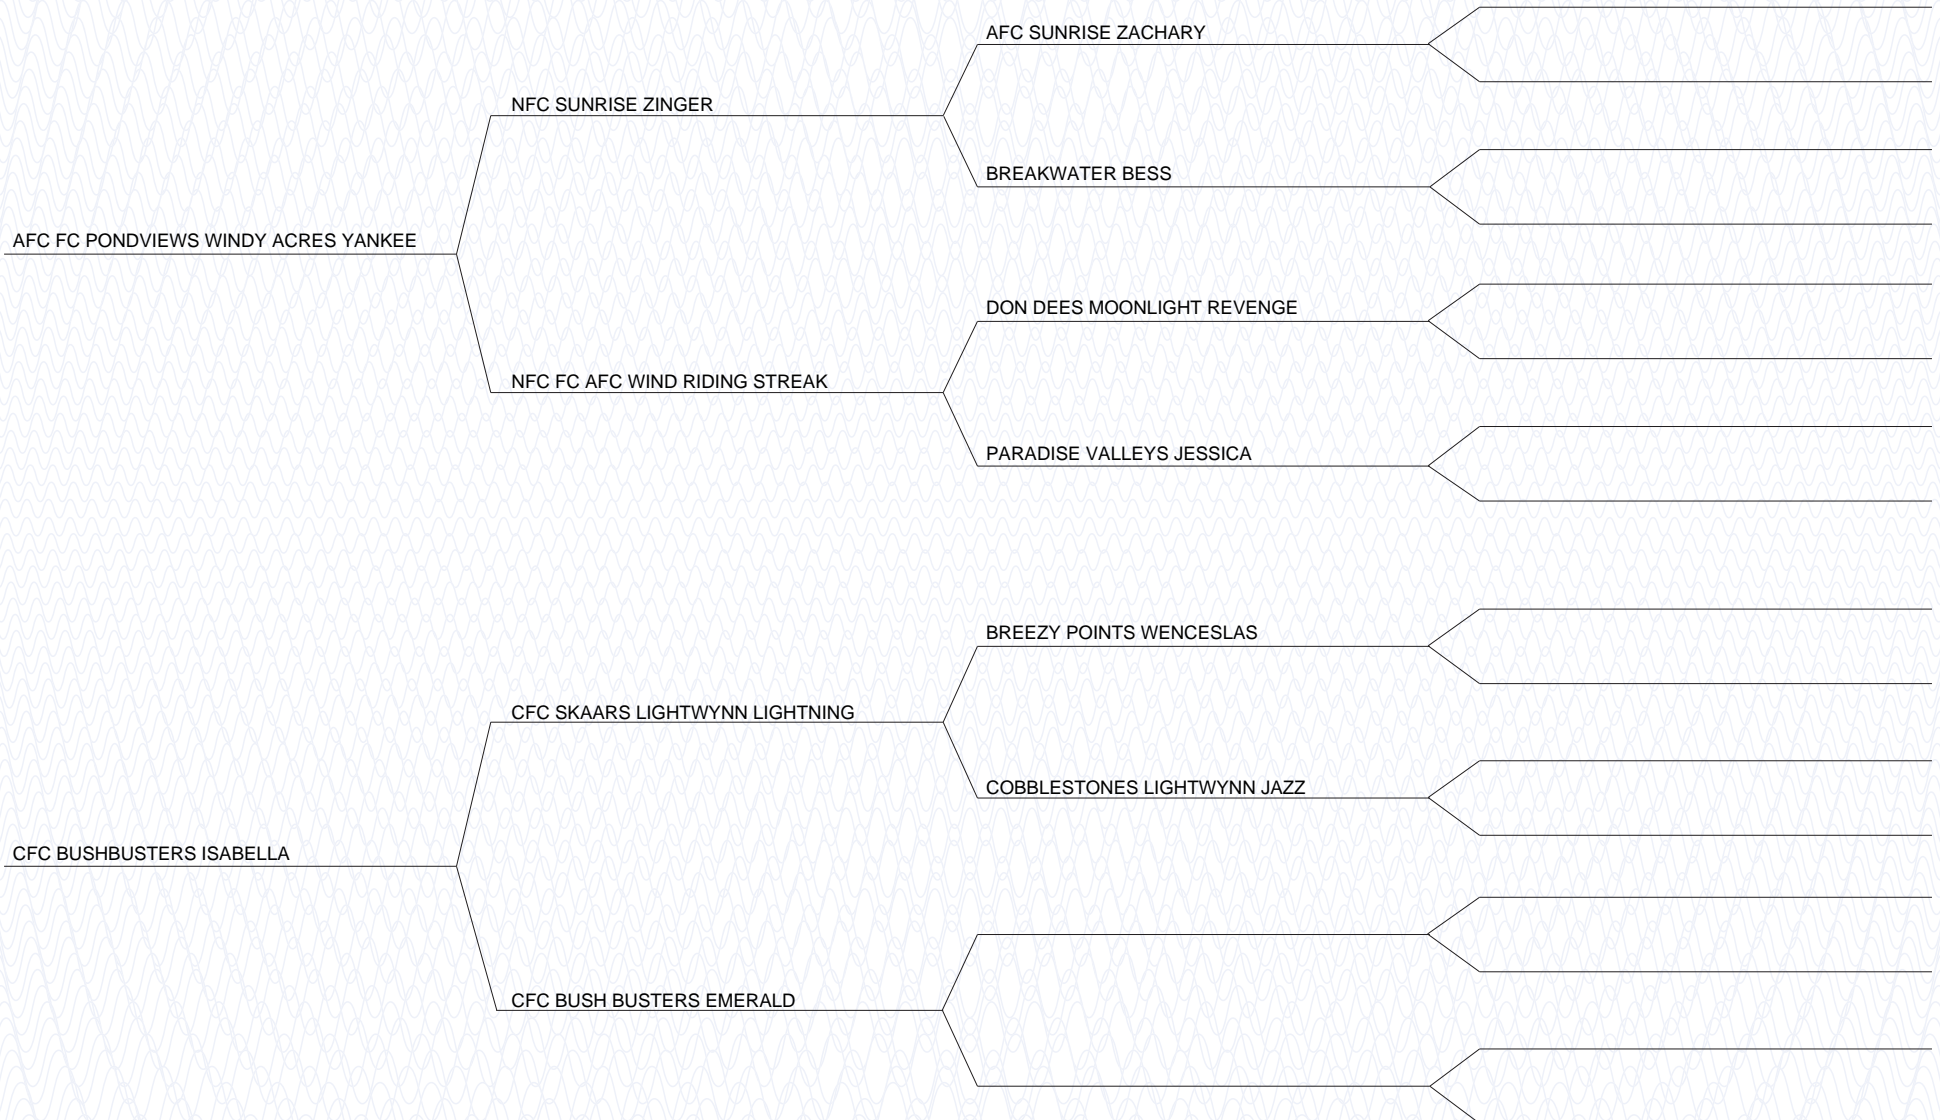 AFC SUNRISE ZACHARY
NFC SUNRISE ZINGER
BREAKWATER BESS
AFC FC PONDVIEWS WINDY ACRES YANKEE
DON DEES MOONLIGHT REVENGE
NFC FC AFC WIND RIDING STREAK
PARADISE VALLEYS JESSICA
BREEZY POINTS WENCESLAS
CFC SKAARS LIGHTWYNN LIGHTNING
COBBLESTONES LIGHTWYNN JAZZ
CFC BUSHBUSTERS ISABELLA
CFC BUSH BUSTERS EMERALD